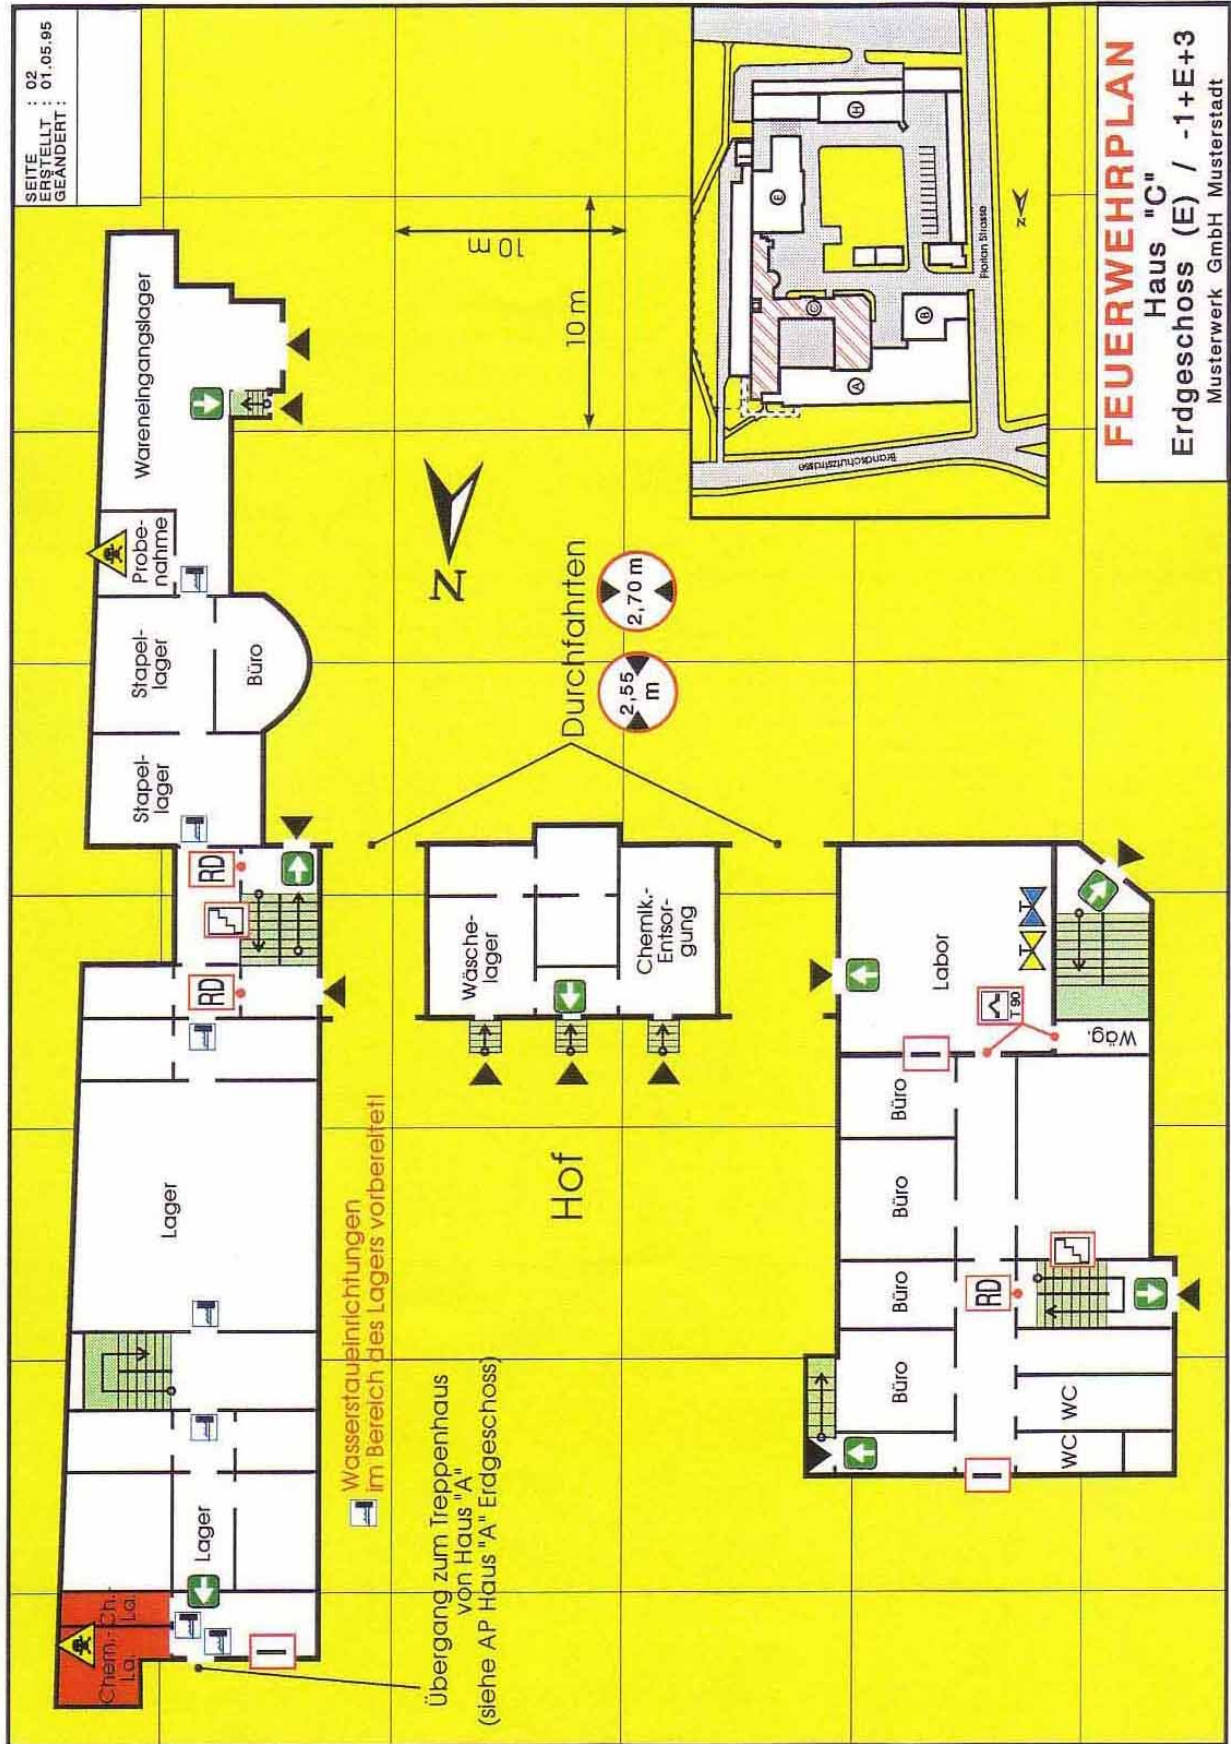 SEITE : 02
ERSTELLT : 01.05.95
GEÄNDERT :
Wareneingangslager
Probe-
nahme
Stapel-
lager
Büro
Stapel-
lager
RD
RD
Lager
Lager
Chem.-
La.
Ch.
La.
Wasserstaueinrichtungen
im Bereich des Lagers vorbereitet!
Übergang zum Treppenhaus
von Haus "A"
(siehe AP Haus "A" Erdgeschoss)
10 m
10 m
N
Durchfahrten
2,55
m
2,70 m
Wäsche-
lager
Chemik.-
Entsor-
gung
Hof
Labor
T 90
Wäg.
Büro
Büro
Büro
Büro
RD
WC
WC
A
B
C
E
H
N
Brandschutzstrasse
Florian Strasse
FEUERWEHRPLAN
Haus "C"
Erdgeschoss (E) / -1+E+3
Musterwerk GmbH Musterstadt